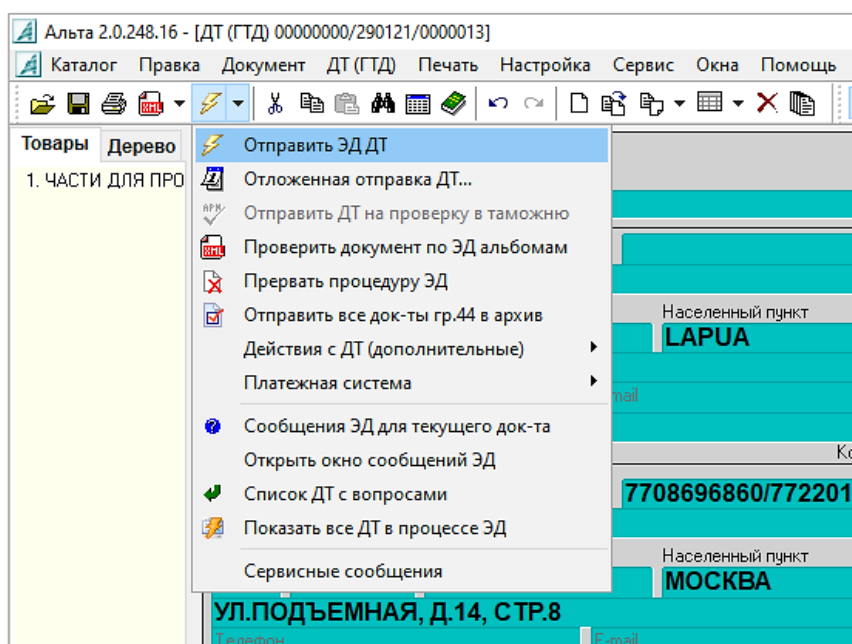 Альта 2.0.248.16 - [ДТ (ГТД) 00000000/290121/0000013]
Каталог Правка Документ ДТ (ГТД) Печать Настройка Сервис Окна Помощь
XML
Товары Дерево
1. ЧАСТИ ДЛЯ ПРО
Отправить ЭД ДТ
Отложенная отправка ДТ...
АРМ
Отправить ДТ на проверку в таможню
XML
Проверить документ по ЭД альбомам
Прервать процедуру ЭД
Отправить все док-ты гр.44 в архив
Действия с ДТ (дополнительные)
Платежная система
Сообщения ЭД для текущего док-та
Открыть окно сообщений ЭД
Список ДТ с вопросами
Показать все ДТ в процессе ЭД
Сервисные сообщения
Населенный пункт
LAPUA
mail
7708696860/772201
Населенный пункт
МОСКВА
УЛ.ПОДЪЕМНАЯ, Д.14, СТР.8
Телефон E-mail